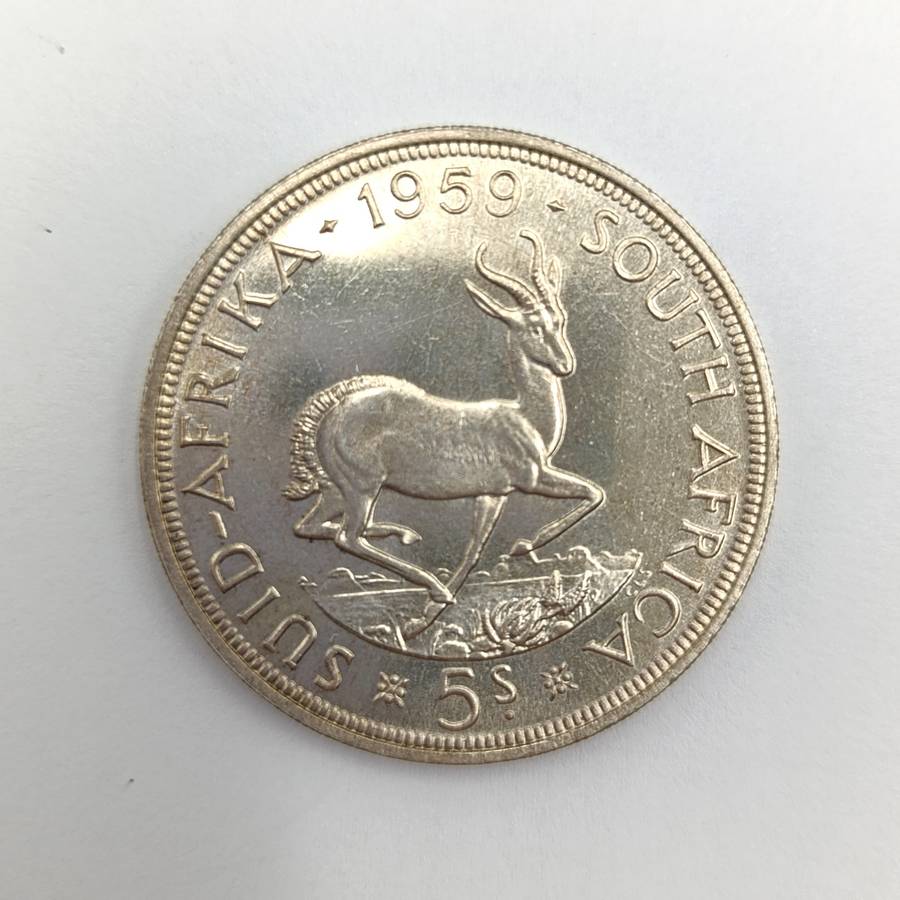 SUID-AFRIKA · 1959 · SOUTH AFRICA
5s